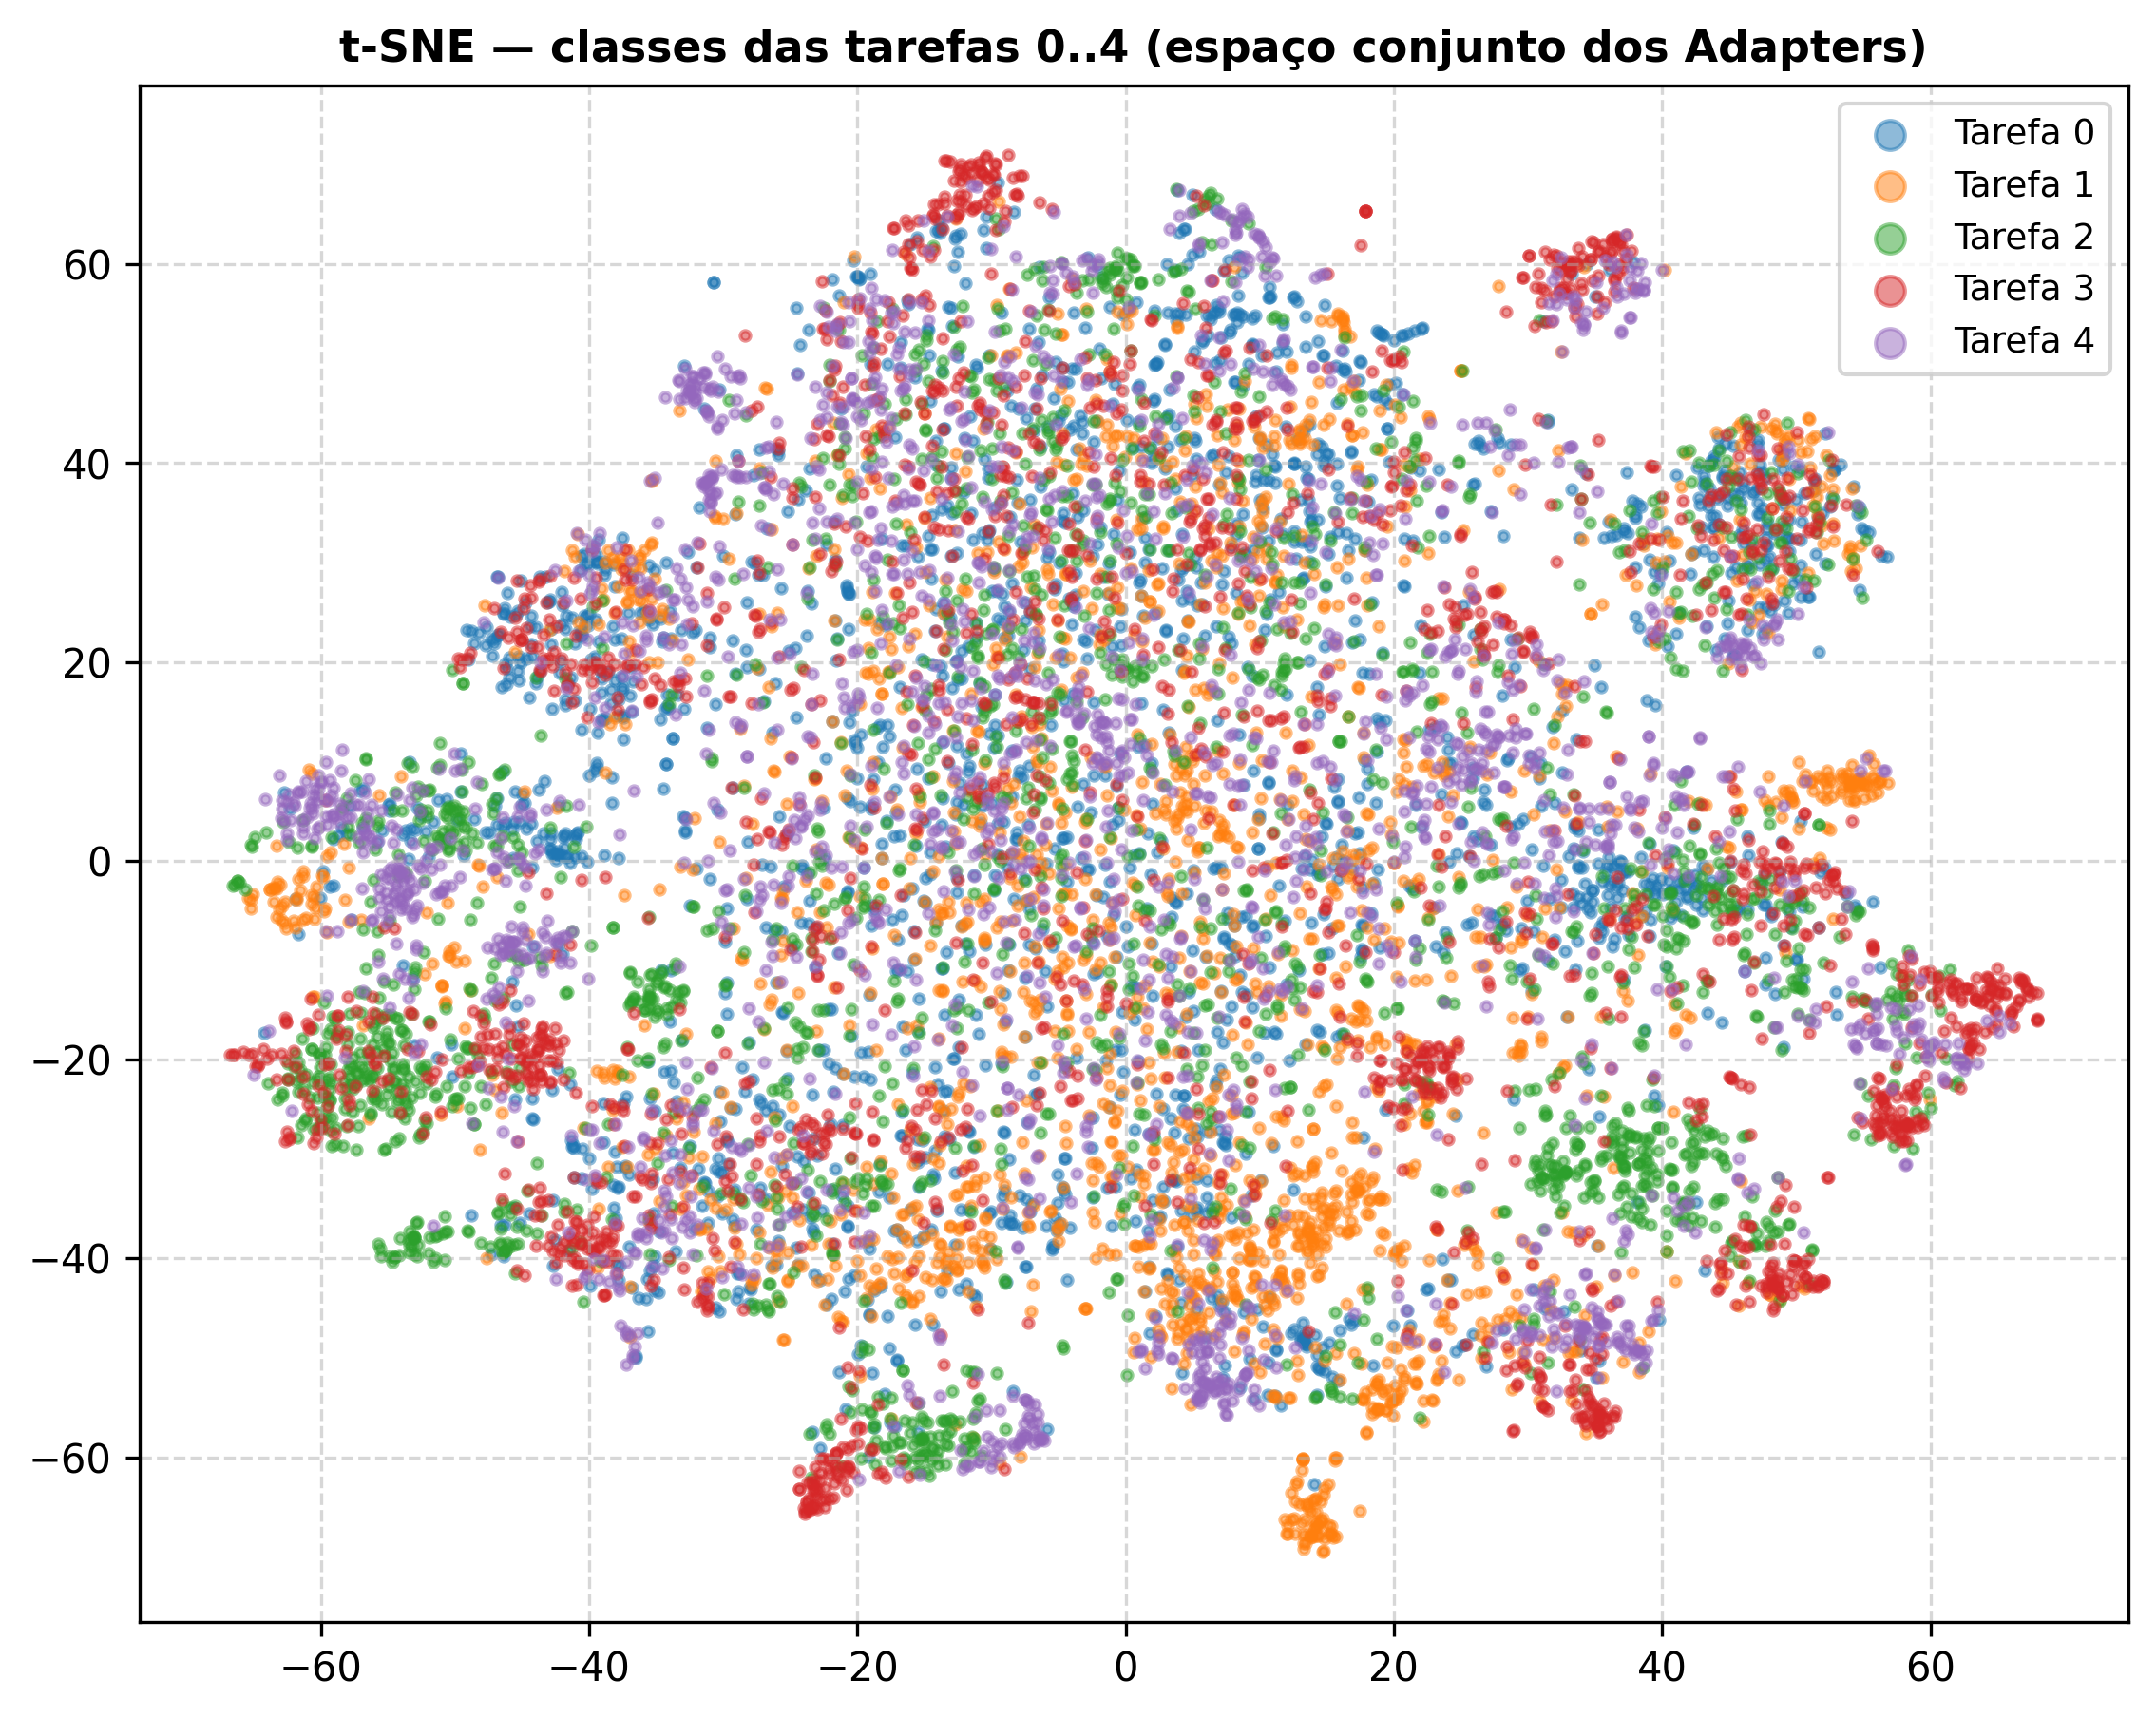 t-SNE — classes das tarefas 0..4 (espaço conjunto dos Adapters)
Tarefa 0
Tarefa 1
Tarefa 2
Tarefa 3
Tarefa 4
60
40
20
0
−20
−40
−60
−60 −40 −20 0 20 40 60